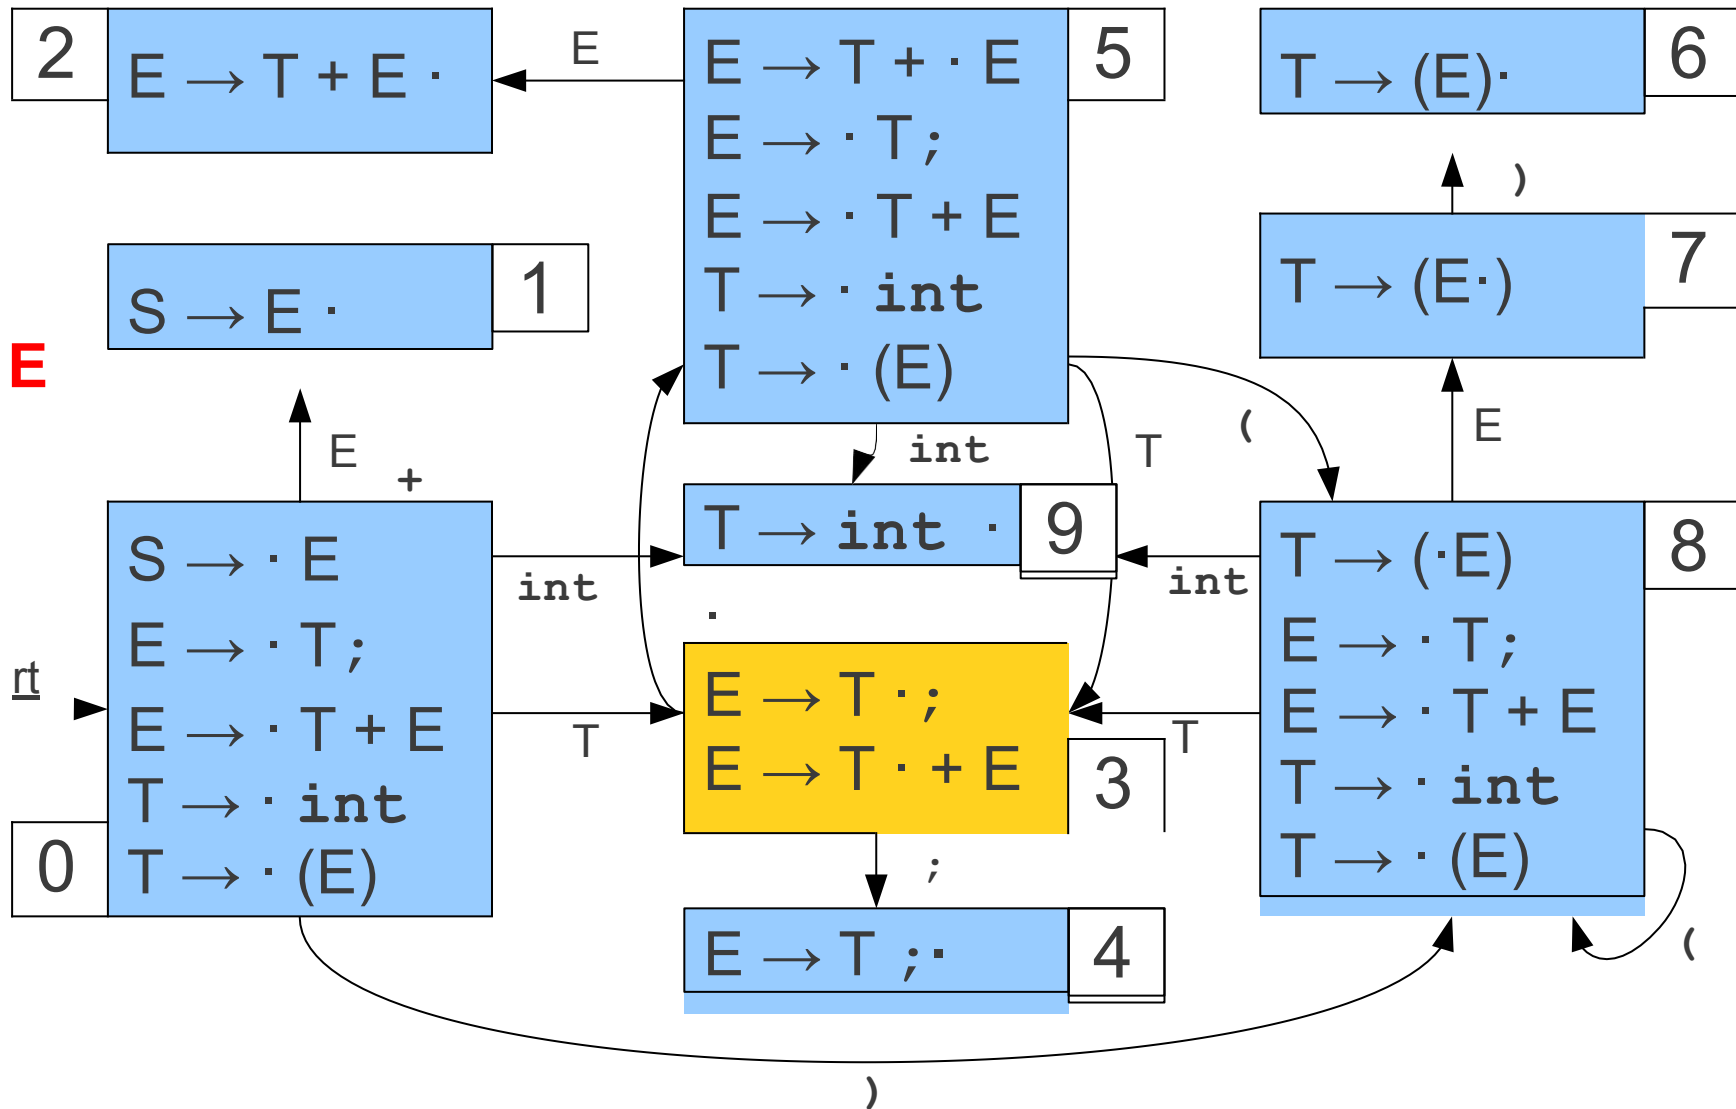 2
E → T + E ·
E
E → T + · E
E → · T ;
E → · T + E
T → · int
T → · (E)
5
T → (E)·
6
)
S → E ·
1
T → (E·)
7
E
E
+
int
T
(
E
S → · E
E → · T ;
E → · T + E
T → · int
T → · (E)
0
rt
int
T
T → int ·
9
·
E → T · ;
E → T · + E
3
;
E → T ; ·
4
int
T
T → (·E)
E → · T ;
E → · T + E
T → · int
T → · (E)
8
(
)